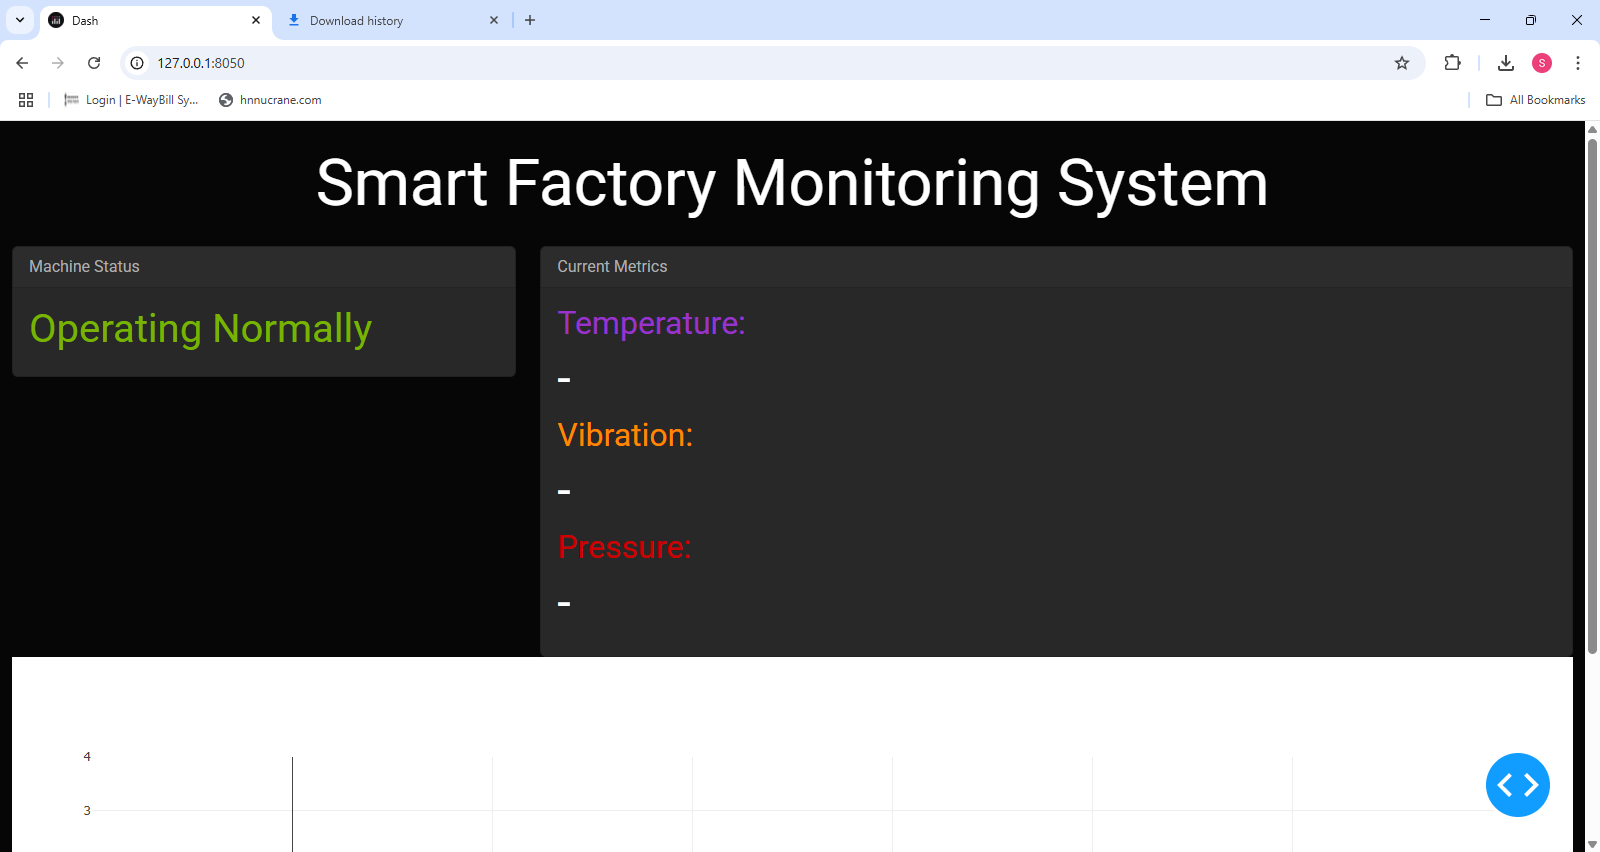 Dash
Download history
127.0.0.1:8050
S
Login | E-WayBill Sy...
hnnucrane.com
All Bookmarks
Smart Factory Monitoring System
Machine Status
Operating Normally
Current Metrics
Temperature:
-
Vibration:
-
Pressure:
-
4
3